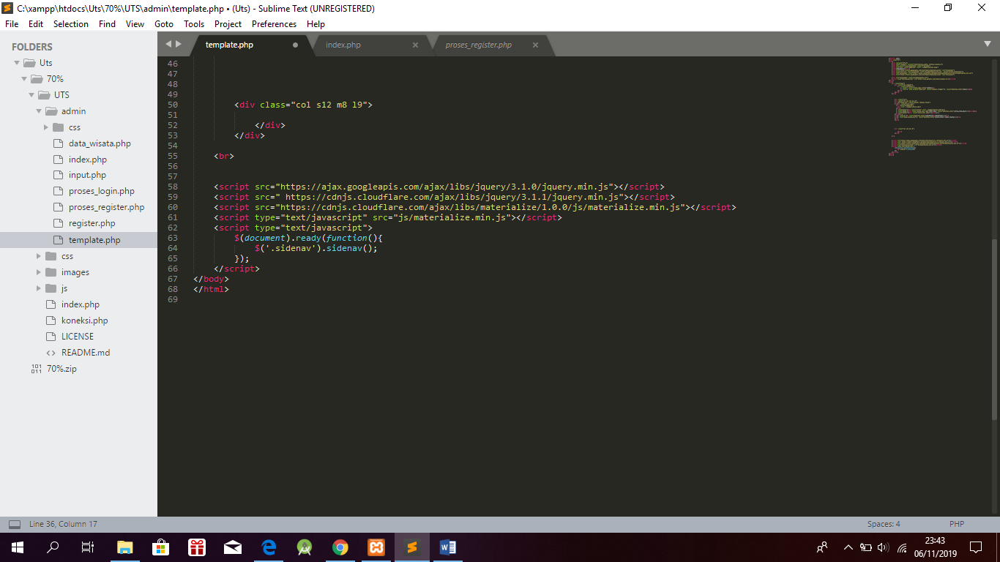 C:\xampp\htdocs\Uts\70%\UTS\admin\template.php • (Uts) - Sublime Text (UNREGISTERED)
File Edit Selection Find View Goto Tools Project Preferences Help
FOLDERS
Uts
70%
UTS
admin
css
data_wisata.php
index.php
input.php
proses_login.php
proses_register.php
register.php
template.php
css
images
js
index.php
koneksi.php
LICENSE
README.md
70%.zip
template.php index.php proses_register.php
46
47
48
49
50 <div class="col s12 m8 l9">
51
52 </div>
53 </div>
54
55 <br>
56
57
58 <script src="https://ajax.googleapis.com/ajax/libs/jquery/3.1.0/jquery.min.js"></script>
59 <script src=" https://cdnjs.cloudflare.com/ajax/libs/jquery/3.1.1/jquery.min.js"></script>
60 <script src="https://cdnjs.cloudflare.com/ajax/libs/materialize/1.0.0/js/materialize.min.js"></script>
61 <script type="text/javascript" src="js/materialize.min.js"></script>
62 <script type="text/javascript">
63 $(document).ready(function(){
64 $('.sidenav').sidenav();
65 });
66 </script>
67 </body>
68 </html>
69
Line 36, Column 17 Spaces: 4 PHP
23:43
06/11/2019